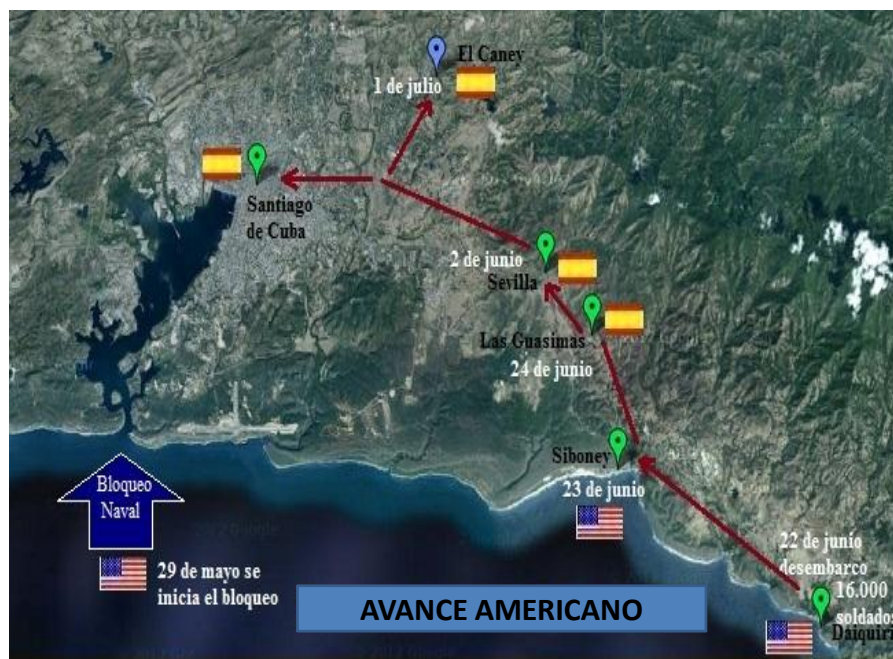 El Caney
1 de julio
Santiago
de Cuba
2 de junio
Sevilla
Las Guasimas
24 de junio
Siboney
23 de junio
Bloqueo
Naval
29 de mayo se
inicia el bloqueo
22 de junio
desembarco
16.000
soldados
Daiquiri
AVANCE AMERICANO